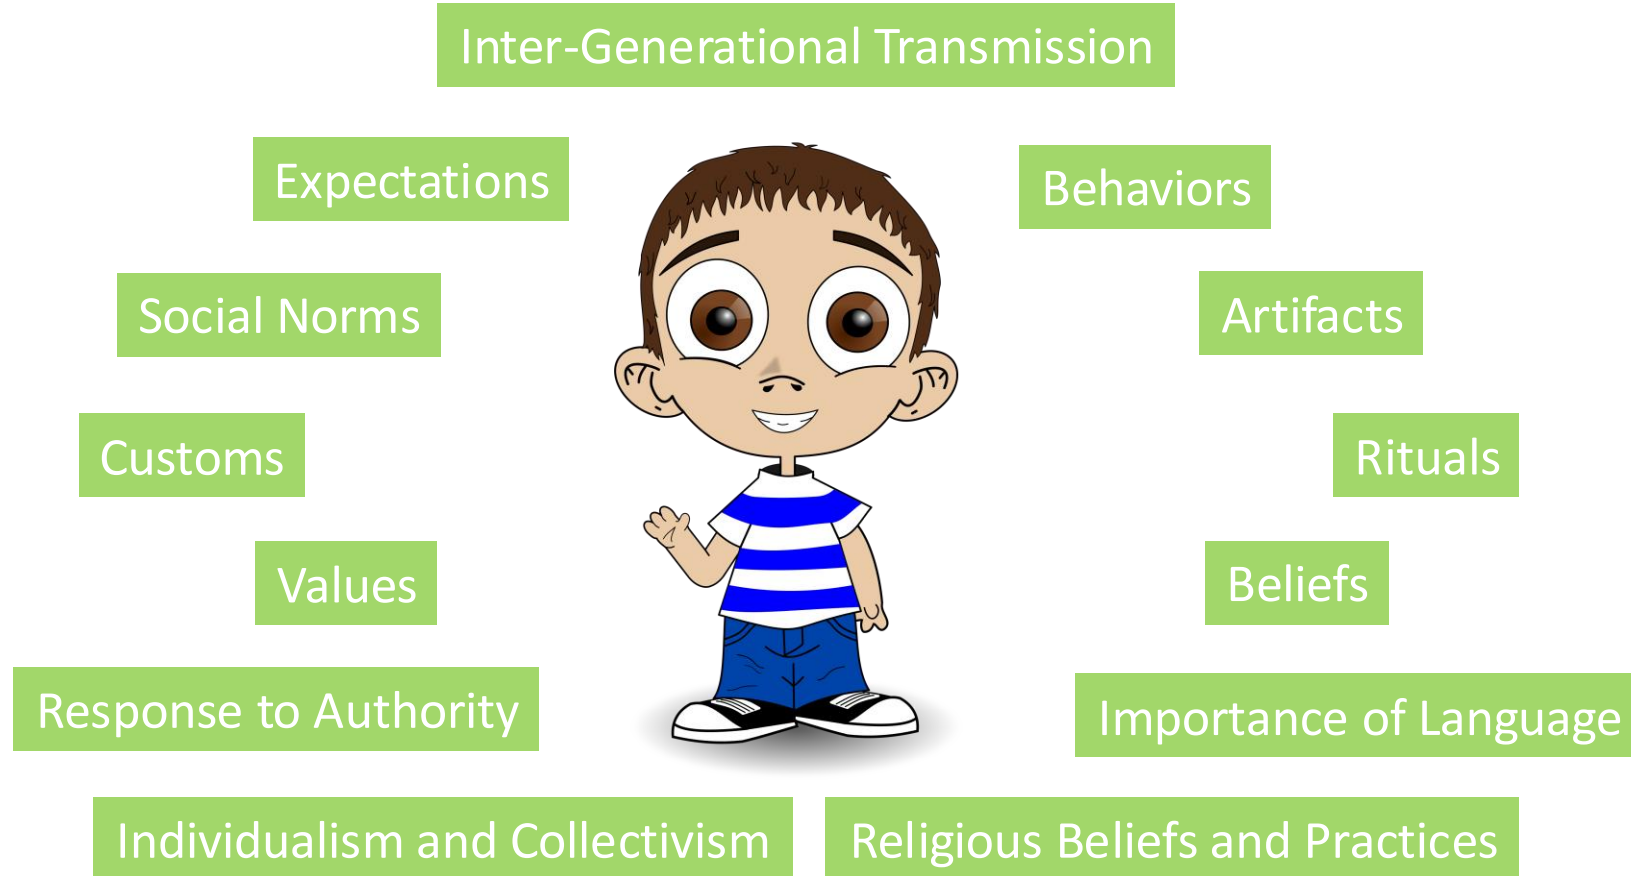 Inter-Generational Transmission
Expectations
Behaviors
Social Norms
Artifacts
Customs
Rituals
Values
Beliefs
Response to Authority
Importance of Language
Individualism and Collectivism
Religious Beliefs and Practices